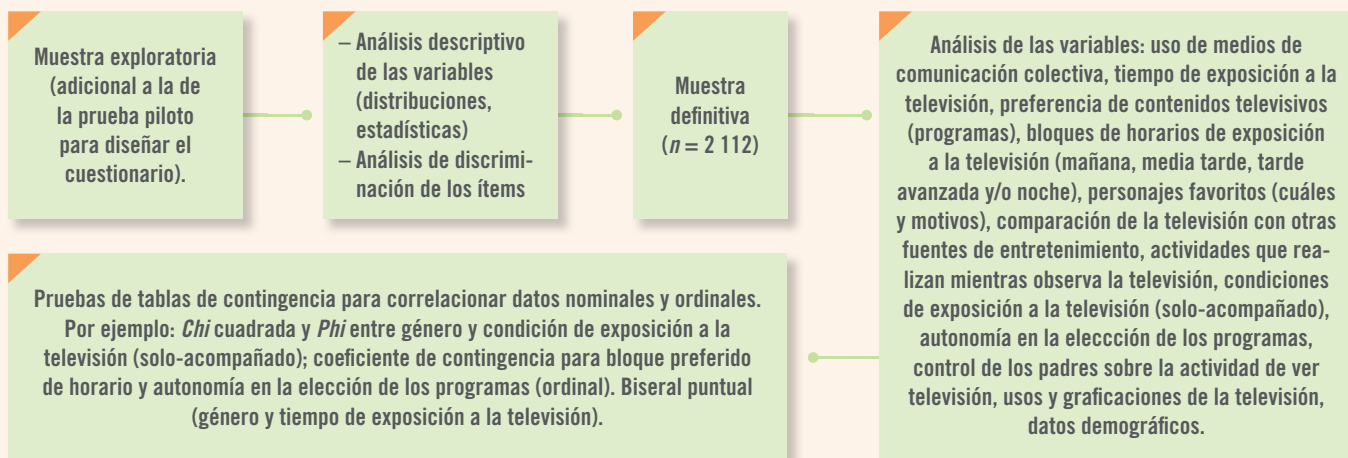 Muestra exploratoria
(adicional a la de
la prueba piloto
para diseñar el
cuestionario).
– Análisis descriptivo
de las variables
(distribuciones,
estadísticas)
– Análisis de discrimi-
nación de los ítems
Muestra
definitiva
(n = 2 112)
Análisis de las variables: uso de medios de
comunicación colectiva, tiempo de exposición a la
televisión, preferencia de contenidos televisivos
(programas), bloques de horarios de exposición
a la televisión (mañana, media tarde, tarde
avanzada y/o noche), personajes favoritos (cuáles
y motivos), comparación de la televisión con otras
fuentes de entretenimiento, actividades que rea-
lizan mientras observa la televisión, condiciones
de exposición a la televisión (solo-acompañado),
autonomía en la eleccción de los programas,
control de los padres sobre la actividad de ver
televisión, usos y graficaciones de la televisión,
datos demográficos.
Pruebas de tablas de contingencia para correlacionar datos nominales y ordinales.
Por ejemplo: Chi cuadrada y Phi entre género y condición de exposición a la
televisión (solo-acompañado); coeficiente de contingencia para bloque preferido
de horario y autonomía en la elección de los programas (ordinal). Biseral puntual
(género y tiempo de exposición a la televisión).